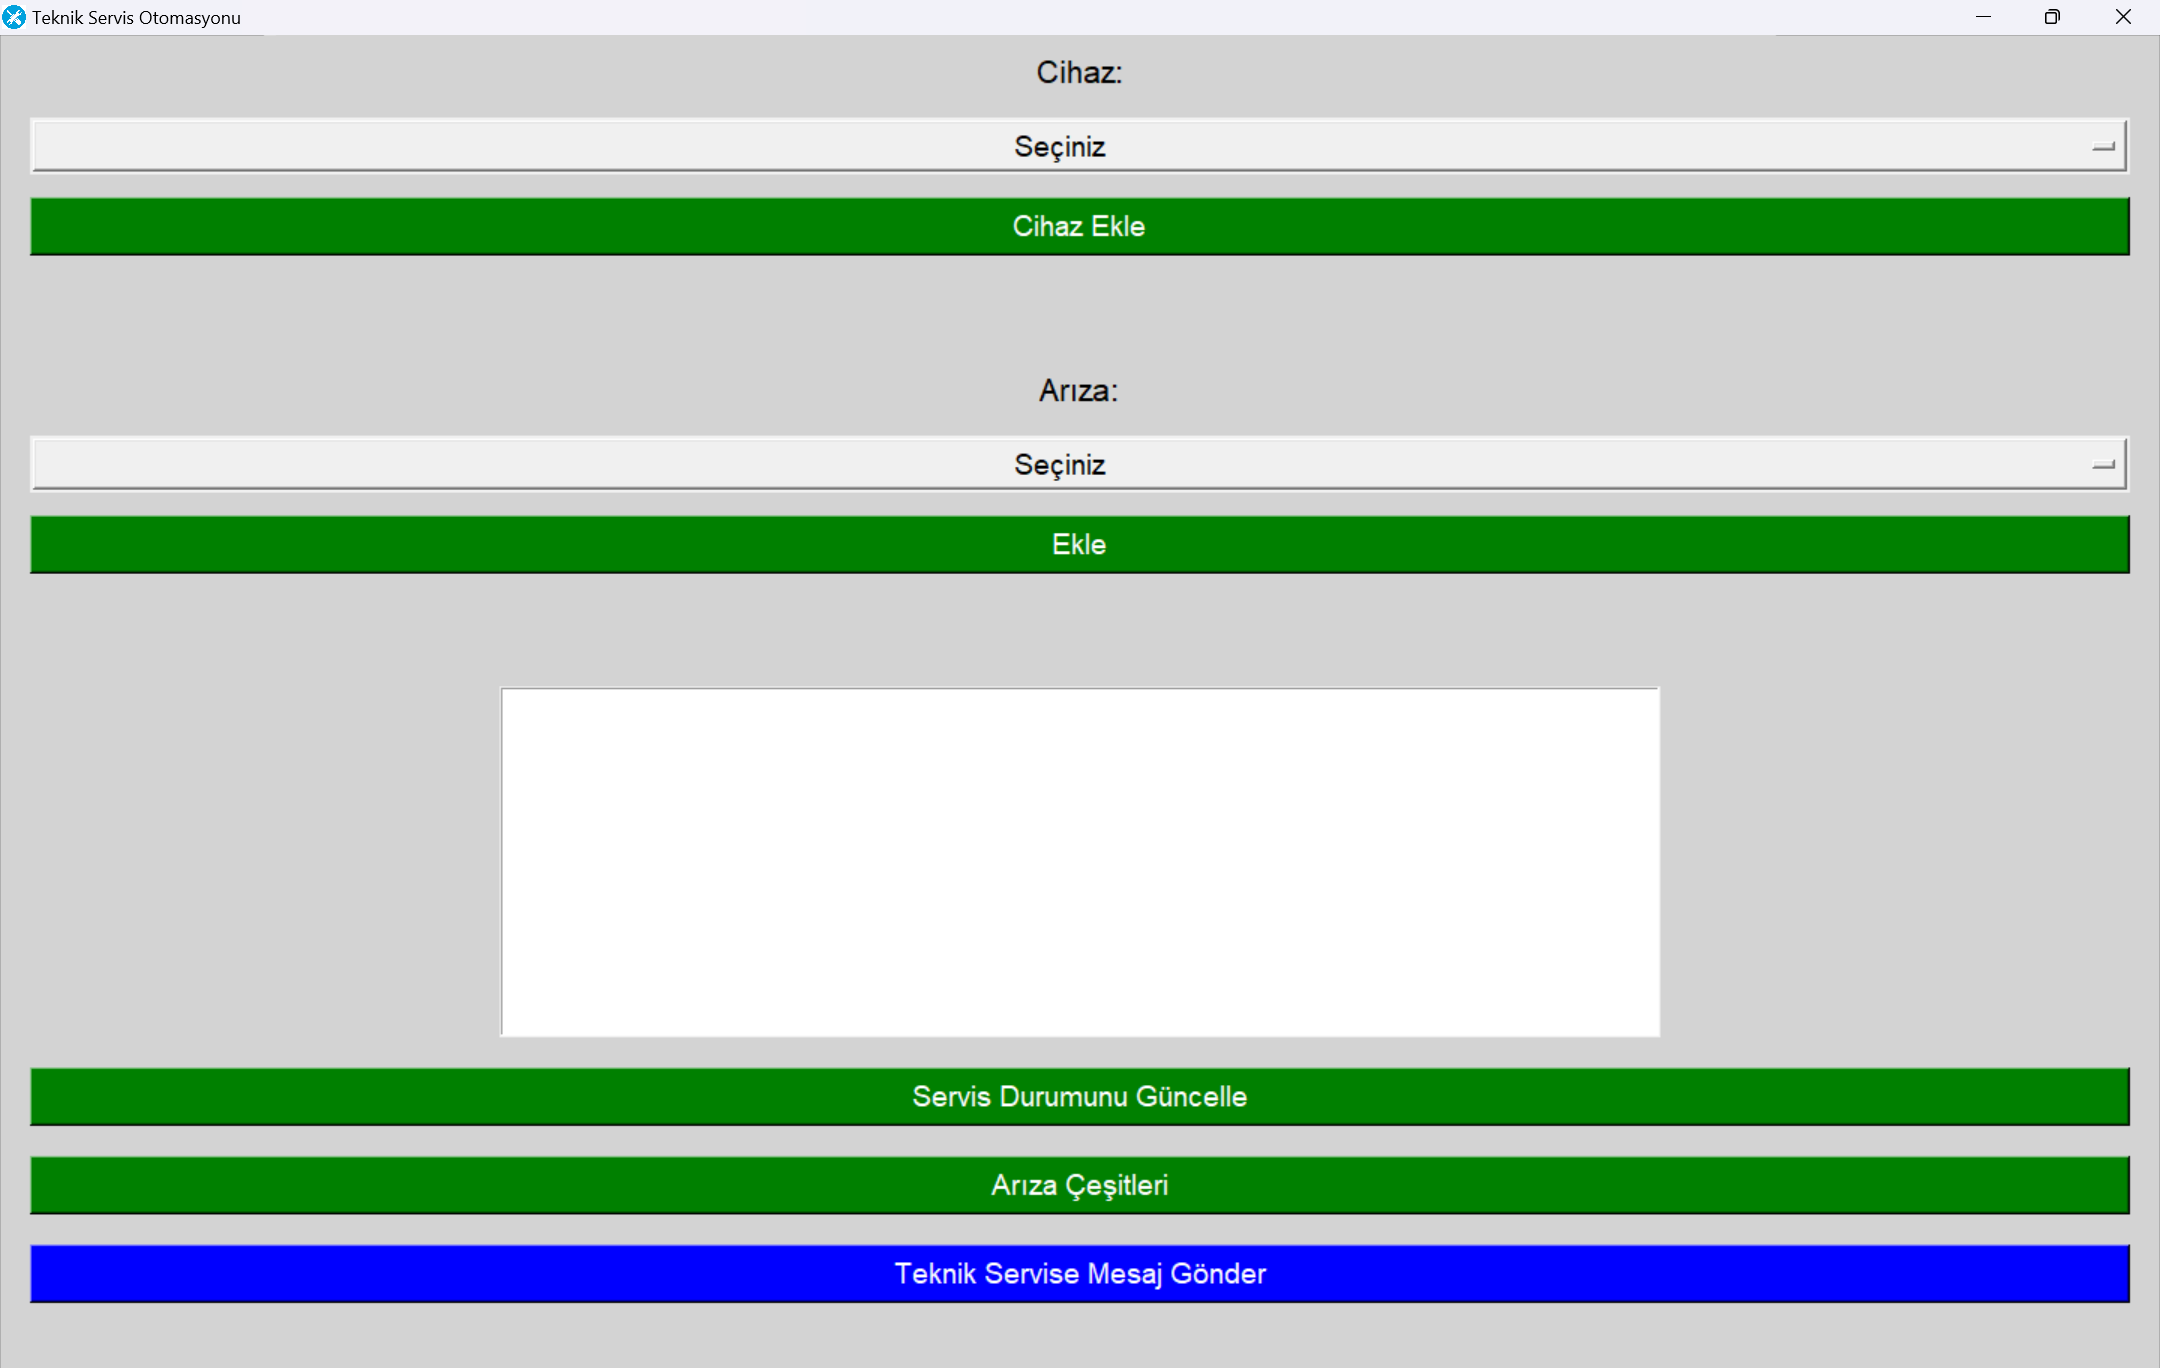 Teknik Servis Otomasyonu
Cihaz:
Seçiniz
Cihaz Ekle
Arıza:
Seçiniz
Ekle
Servis Durumunu Güncelle
Arıza Çeşitleri
Teknik Servise Mesaj Gönder